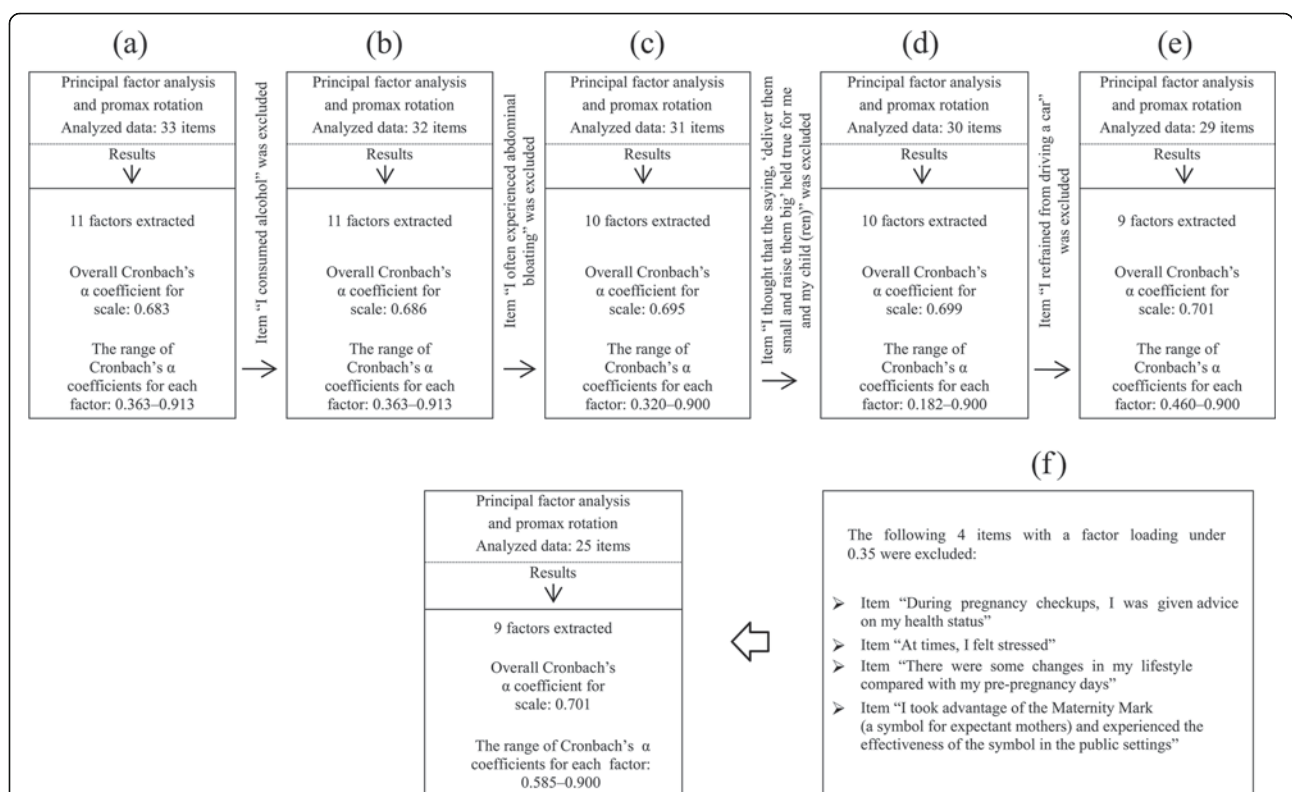 (a)
Principal factor analysis
and promax rotation
Analyzed data: 33 items
Results
11 factors extracted
Overall Cronbach's
α coefficient for
scale: 0.683
The range of
Cronbach's α
coefficients for each
factor: 0.363–0.913
Item “I consumed alcohol” was excluded
(b)
Principal factor analysis
and promax rotation
Analyzed data: 32 items
Results
11 factors extracted
Overall Cronbach's
α coefficient for
scale: 0.686
The range of
Cronbach's α
coefficients for each
factor: 0.363–0.913
Item “I often experienced abdominal
bloating” was excluded
(c)
Principal factor analysis
and promax rotation
Analyzed data: 31 items
Results
10 factors extracted
Overall Cronbach's
α coefficient for
scale: 0.695
The range of
Cronbach's α
coefficients for each
factor: 0.320–0.900
Item “I thought that the saying, ‘deliver them
small and raise them big’ held true for me
and my child (ren)” was excluded
(d)
Principal factor analysis
and promax rotation
Analyzed data: 30 items
Results
10 factors extracted
Overall Cronbach's
α coefficient for
scale: 0.699
The range of
Cronbach's α
coefficients for each
factor: 0.182–0.900
Item “I refrained from driving a car”
was excluded
(e)
Principal factor analysis
and promax rotation
Analyzed data: 29 items
Results
9 factors extracted
Overall Cronbach's
α coefficient for
scale: 0.701
The range of
Cronbach's α
coefficients for each
factor: 0.460–0.900
(f)
The following 4 items with a factor loading under
0.35 were excluded:
➢ Item “During pregnancy checkups, I was given advice
on my health status”
➢ Item “At times, I felt stressed”
➢ Item “There were some changes in my lifestyle
compared with my pre-pregnancy days”
➢ Item “I took advantage of the Maternity Mark
(a symbol for expectant mothers) and experienced the
effectiveness of the symbol in the public settings”
Principal factor analysis
and promax rotation
Analyzed data: 25 items
Results
9 factors extracted
Overall Cronbach's
α coefficient for
scale: 0.701
The range of Cronbach's α
coefficients for each factor:
0.585–0.900